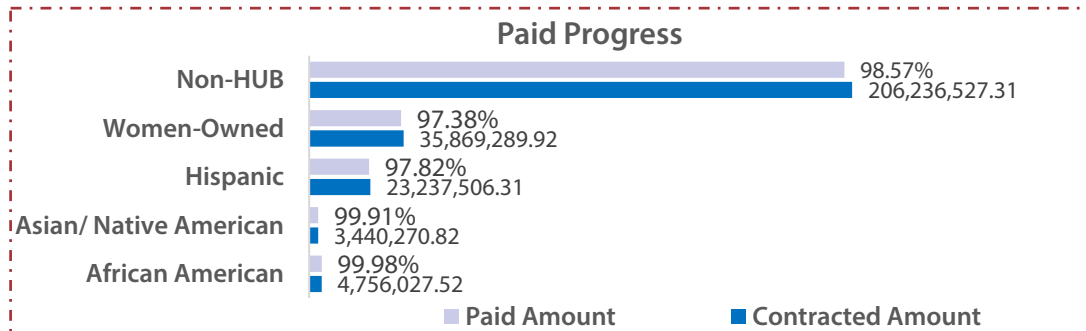 Paid Progress
Non-HUB
98.57%
206,236,527.31
Women-Owned
97.38%
35,869,289.92
Hispanic
97.82%
23,237,506.31
Asian/ Native American
99.91%
3,440,270.82
African American
99.98%
4,756,027.52
Paid Amount
Contracted Amount